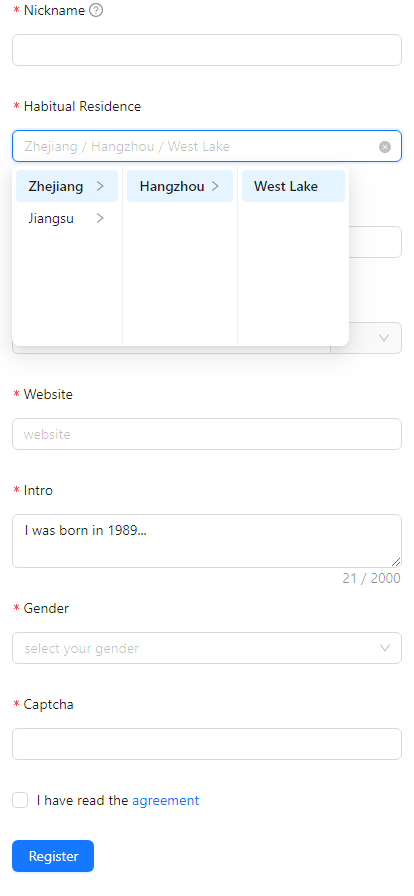 * Nickname
* Habitual Residence
Zhejiang / Hangzhou / West Lake
Zhejiang
Hangzhou
West Lake
Jiangsu
* Website
website
* Intro
I was born in 1989...
21 / 2000
* Gender
select your gender
* Captcha
I have read the agreement
Register